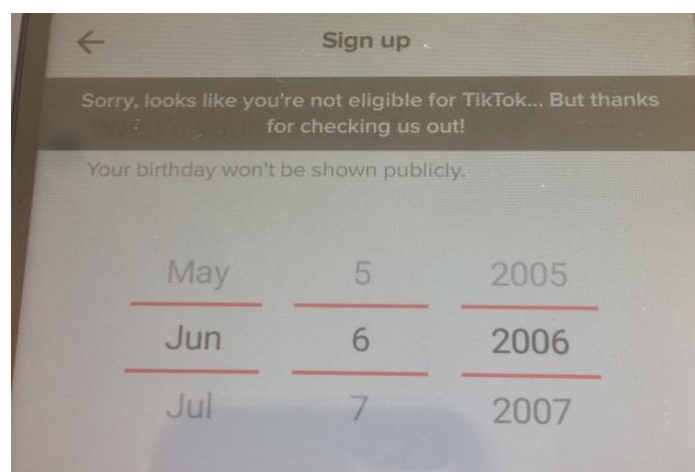 Sign up
Sorry, looks like you're not eligible for TikTok... But thanks
for checking us out!
Your birthday won't be shown publicly.
May 5 2005
Jun 6 2006
Jul 7 2007